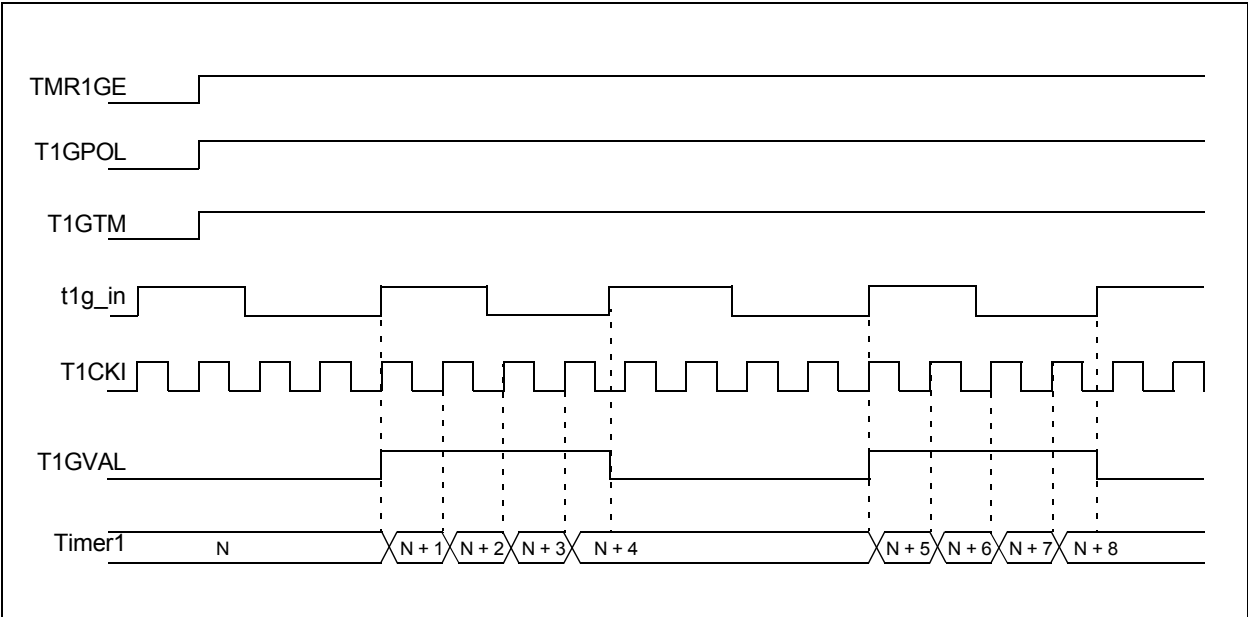 TMR1GE
T1GPOL
T1GTM
t1g_in
T1CKI
T1GVAL
Timer1 N N + 1 N + 2 N + 3 N + 4 N + 5 N + 6 N + 7 N + 8